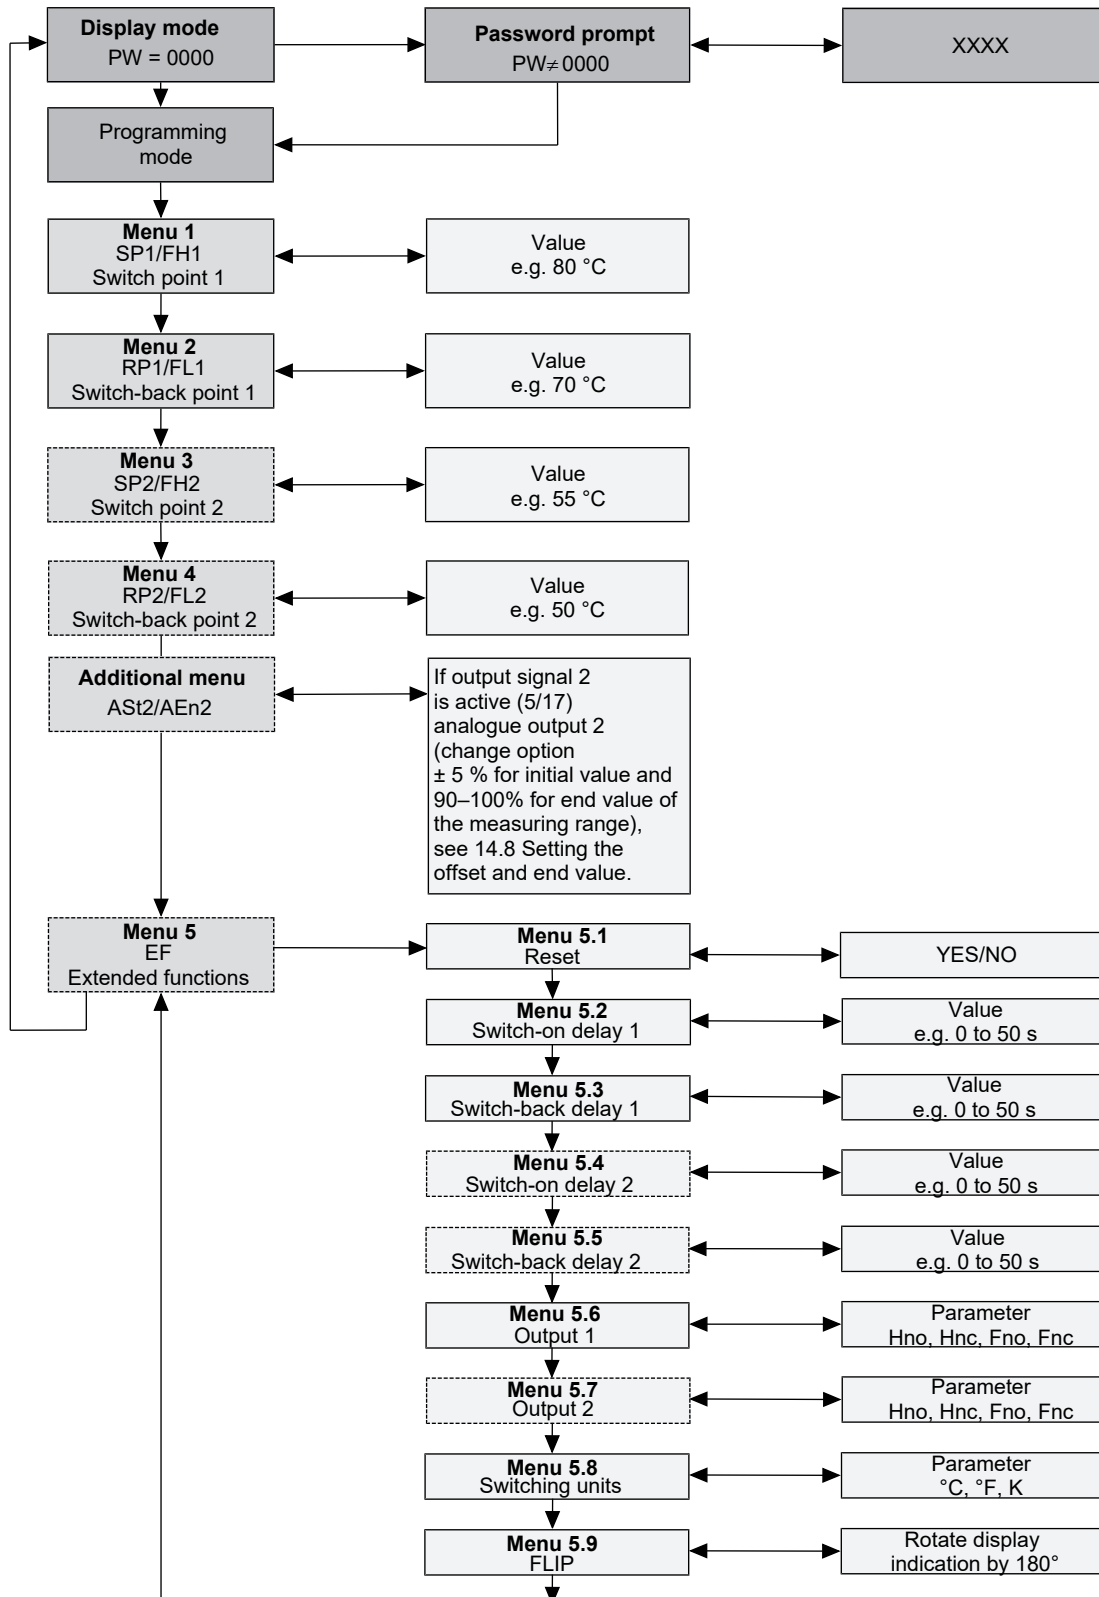 Display mode
PW = 0000
Password prompt
PW≠0000
XXXX
Programming
mode
Menu 1
SP1/FH1
Switch point 1
Value
e.g. 80 °C
Menu 2
RP1/FL1
Switch-back point 1
Value
e.g. 70 °C
Menu 3
SP2/FH2
Switch point 2
Value
e.g. 55 °C
Menu 4
RP2/FL2
Switch-back point 2
Value
e.g. 50 °C
Additional menu
ASt2/AEn2
If output signal 2
is active (5/17)
analogue output 2
(change option
± 5 % for initial value and
90–100% for end value of
the measuring range),
see 14.8 Setting the
offset and end value.
Menu 5
EF
Extended functions
Menu 5.1
Reset
YES/NO
Menu 5.2
Switch-on delay 1
Value
e.g. 0 to 50 s
Menu 5.3
Switch-back delay 1
Value
e.g. 0 to 50 s
Menu 5.4
Switch-on delay 2
Value
e.g. 0 to 50 s
Menu 5.5
Switch-back delay 2
Value
e.g. 0 to 50 s
Menu 5.6
Output 1
Parameter
Hno, Hnc, Fno, Fnc
Menu 5.7
Output 2
Parameter
Hno, Hnc, Fno, Fnc
Menu 5.8
Switching units
Parameter
°C, °F, K
Menu 5.9
FLIP
Rotate display
indication by 180°